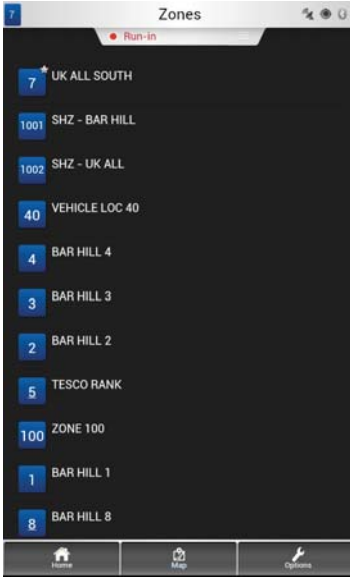 7 Zones 0
Run-in
7 UK ALL SOUTH
1001 SHZ - BAR HILL
1002 SHZ - UK ALL
40 VEHICLE LOC 40
4 BAR HILL 4
3 BAR HILL 3
2 BAR HILL 2
5 TESCO RANK
100 ZONE 100
1 BAR HILL 1
8 BAR HILL 8
Home Map Options